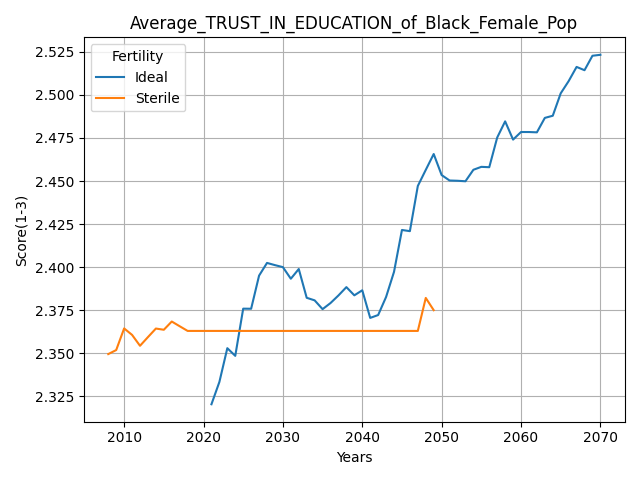 Average_TRUST_IN_EDUCATION_of_Black_Female_Pop
Fertility
Ideal
Sterile
2.525
2.500
2.475
2.450
2.425
2.400
2.375
2.350
2.325
Score(1-3)
2010 2020 2030 2040 2050 2060 2070
Years